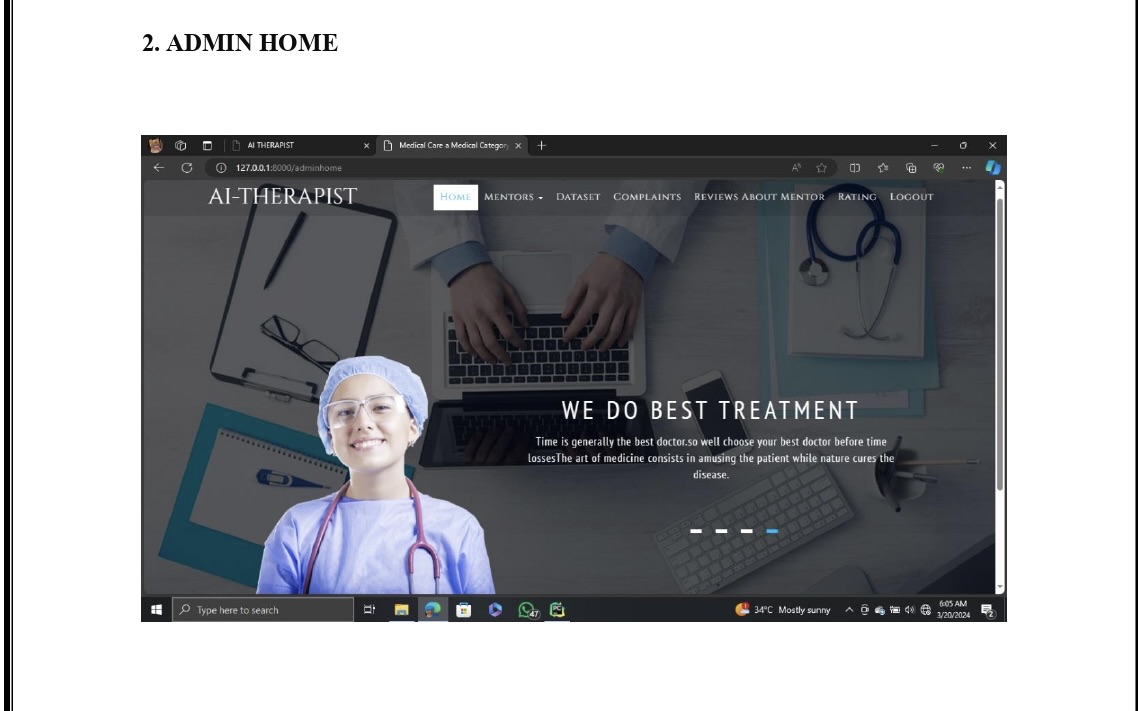 2. ADMIN HOME
AI THERAPIST
Medical Care a Medical Category
127.0.0.1:8000/adminhome
AI-THERAPIST
HOME MENTORS DATASET COMPLAINTS REVIEWS ABOUT MENTOR RATING LOGOUT
WE DO BEST TREATMENT
Time is generally the best doctor.so well choose your best doctor before time
lossesThe art of medicine consists in amusing the patient while nature cures the
disease.
Type here to search
47
PC
34°C Mostly sunny
6:05 AM
3/20/2024
2